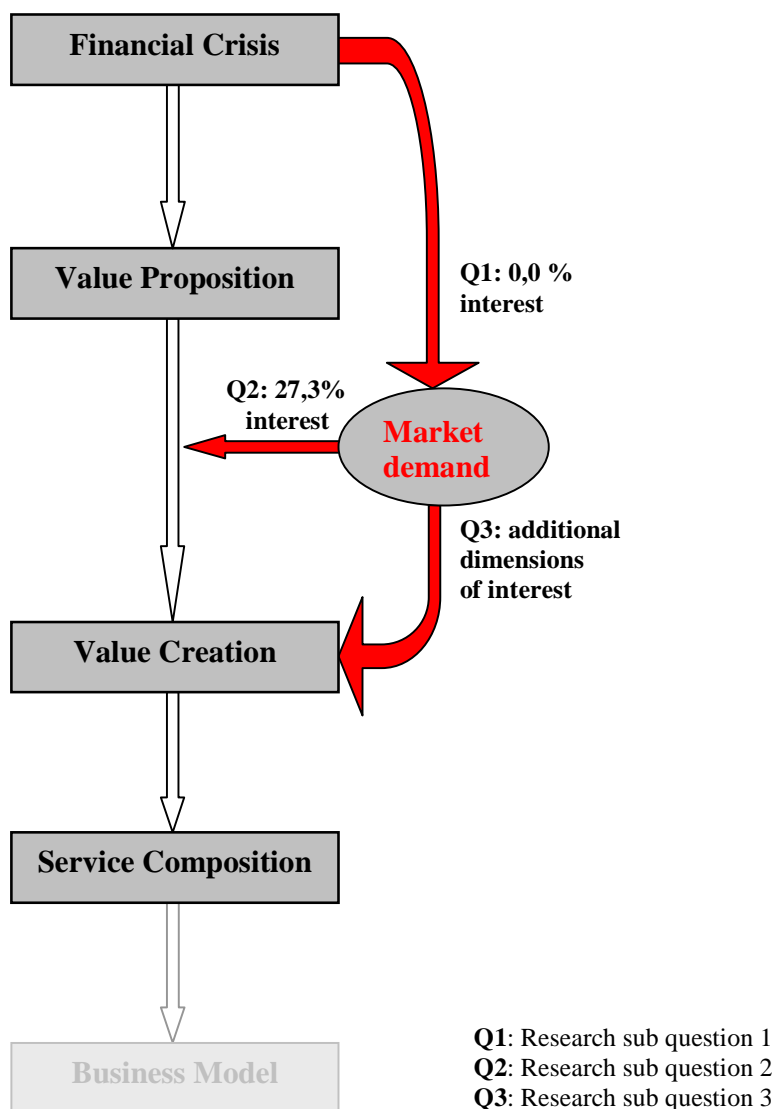 Financial Crisis
Value Proposition
Q1: 0,0 %
interest
Q2: 27,3%
interest
Market
demand
Q3: additional
dimensions
of interest
Value Creation
Service Composition
Business Model
Q1: Research sub question 1
Q2: Research sub question 2
Q3: Research sub question 3